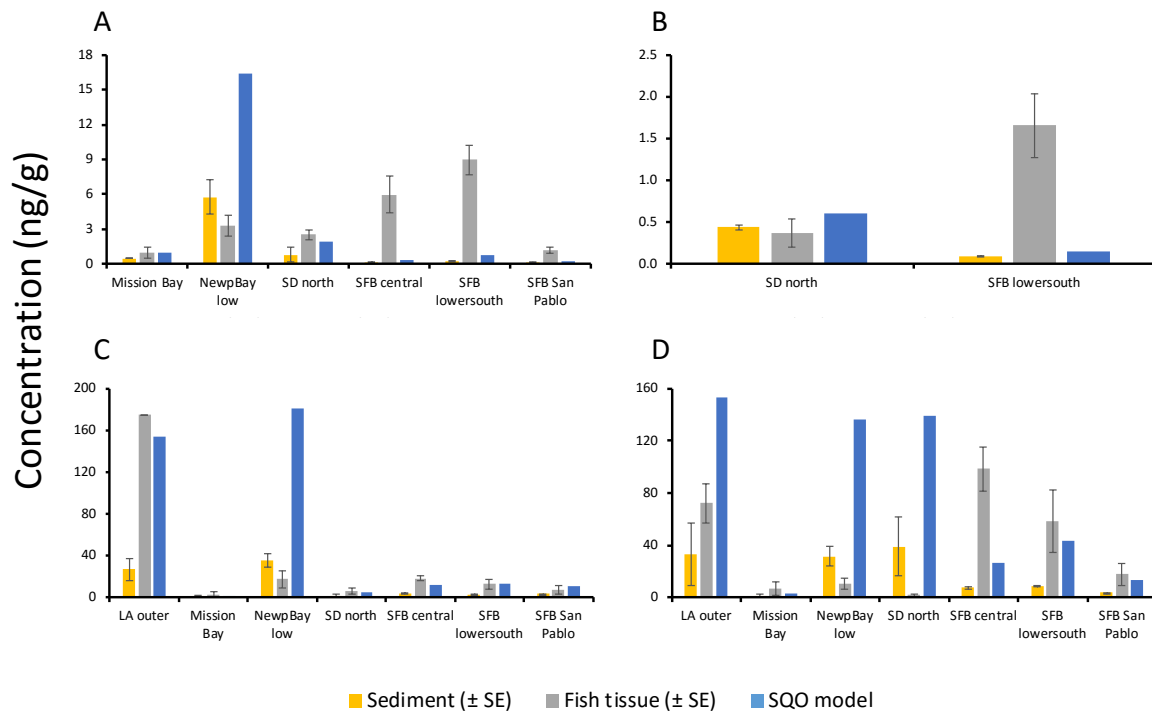 A
B
Concentration (ng/g)
18
15
12
9
6
3
0
Mission Bay
NewpBay
low
SD north
SFB central
SFB
lowersouth
SFB San
Pablo
2.5
2.0
1.5
1.0
0.5
0.0
SD north
SFB lowersouth
C
D
200
160
120
80
40
0
LA outer
Mission
Bay
NewpBay
low
SD north
SFB central
SFB
lowersouth
SFB San
Pablo
160
120
80
40
0
LA outer
Mission
Bay
NewpBay
low
SD north
SFB central
SFB
lowersouth
SFB San
Pablo
Sediment (± SE)
Fish tissue (± SE)
SQO model